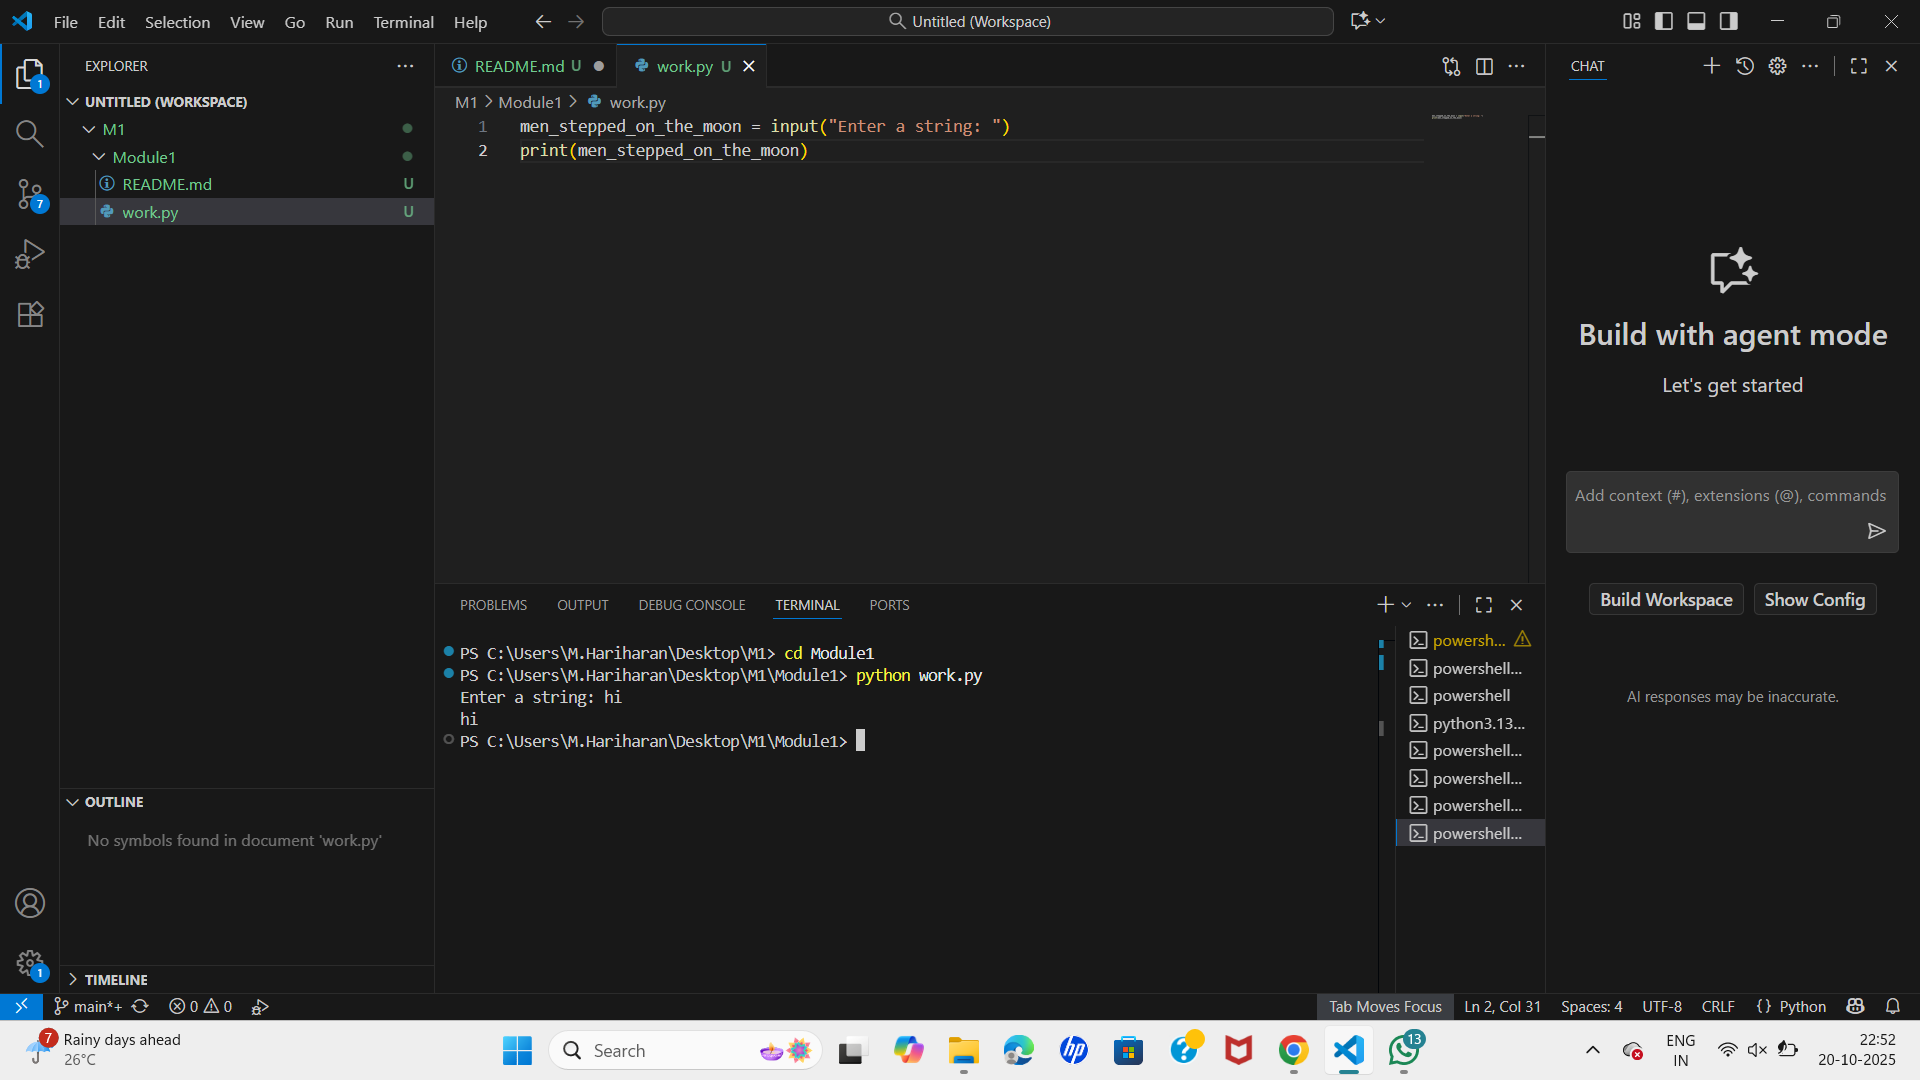 File Edit Selection View Go Run Terminal Help
Untitled (Workspace)
EXPLORER
1
UNTITLED (WORKSPACE)
M1
Module1
README.md U
7
work.py U
README.md U
work.py U
M1 > Module1 > work.py
1 men_stepped_on_the_moon = input("Enter a string: ")
2 print(men_stepped_on_the_moon)
CHAT
Build with agent mode
Let's get started
Add context (#), extensions (@), commands
Build Workspace Show Config
AI responses may be inaccurate.
PROBLEMS OUTPUT DEBUG CONSOLE TERMINAL PORTS
PS C:\Users\M.Hariharan\Desktop\M1> cd Module1
PS C:\Users\M.Hariharan\Desktop\M1\Module1> python work.py
Enter a string: hi
hi
PS C:\Users\M.Hariharan\Desktop\M1\Module1>
powersh...
powershell...
powershell
python3.13...
powershell...
powershell...
powershell...
powershell...
OUTLINE
No symbols found in document 'work.py'
1
TIMELINE
main*+ 0 0
Tab Moves Focus Ln 2, Col 31 Spaces: 4 UTF-8 CRLF {} Python
7
Rainy days ahead
26°C
Search
hp
13
ENG
IN
22:52
20-10-2025